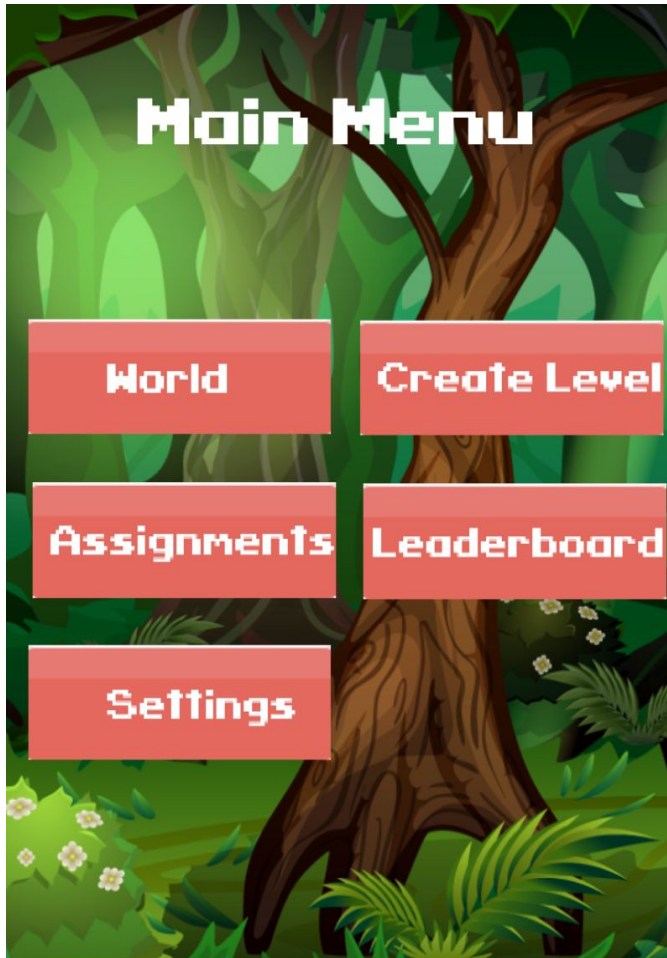 Main Menu
World
Create Level
Assignments
Leaderboard
Settings